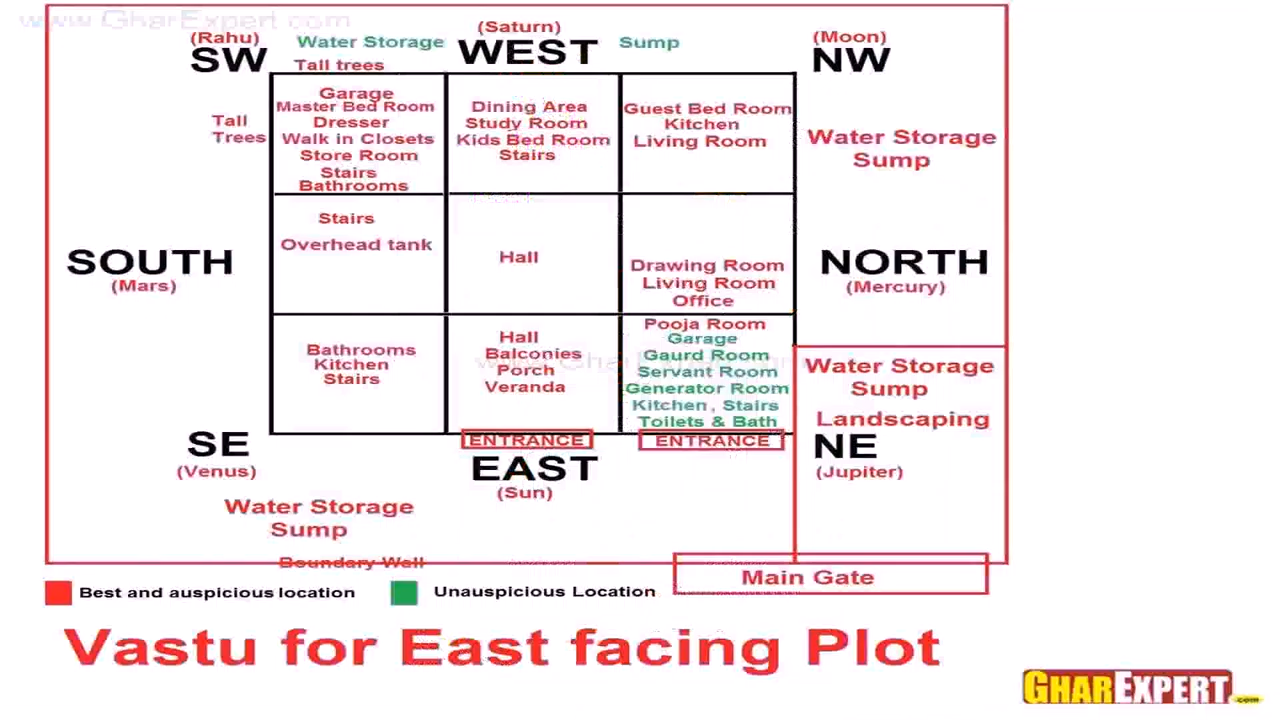 www.GharExpert.com
(Rahu)
SW
Water Storage
Tall trees
(Saturn)
WEST
Sump
(Moon)
NW
Tall
Trees
Garage
Master Bed Room
Dresser
Walk in Closets
Store Room
Stairs
Bathrooms
Dining Area
Study Room
Kids Bed Room
Stairs
Guest Bed Room
Kitchen
Living Room
Water Storage
Sump
SOUTH
(Mars)
Stairs
Overhead tank
Hall
Drawing Room
Living Room
Office
NORTH
(Mercury)
Bathrooms
Kitchen
Stairs
Hall
Balconies
Porch
Veranda
Pooja Room
Garage
Gaurd Room
Servant Room
Generator Room
Kitchen , Stairs
Toilets & Bath
Water Storage
Sump
Landscaping
SE
(Venus)
ENTRANCE
EAST
(Sun)
ENTRANCE
NE
(Jupiter)
Water Storage
Sump
Boundary Wall
Main Gate
Best and auspicious location
Unauspicious Location
Vastu for East facing Plot
GHAREXPERT.com